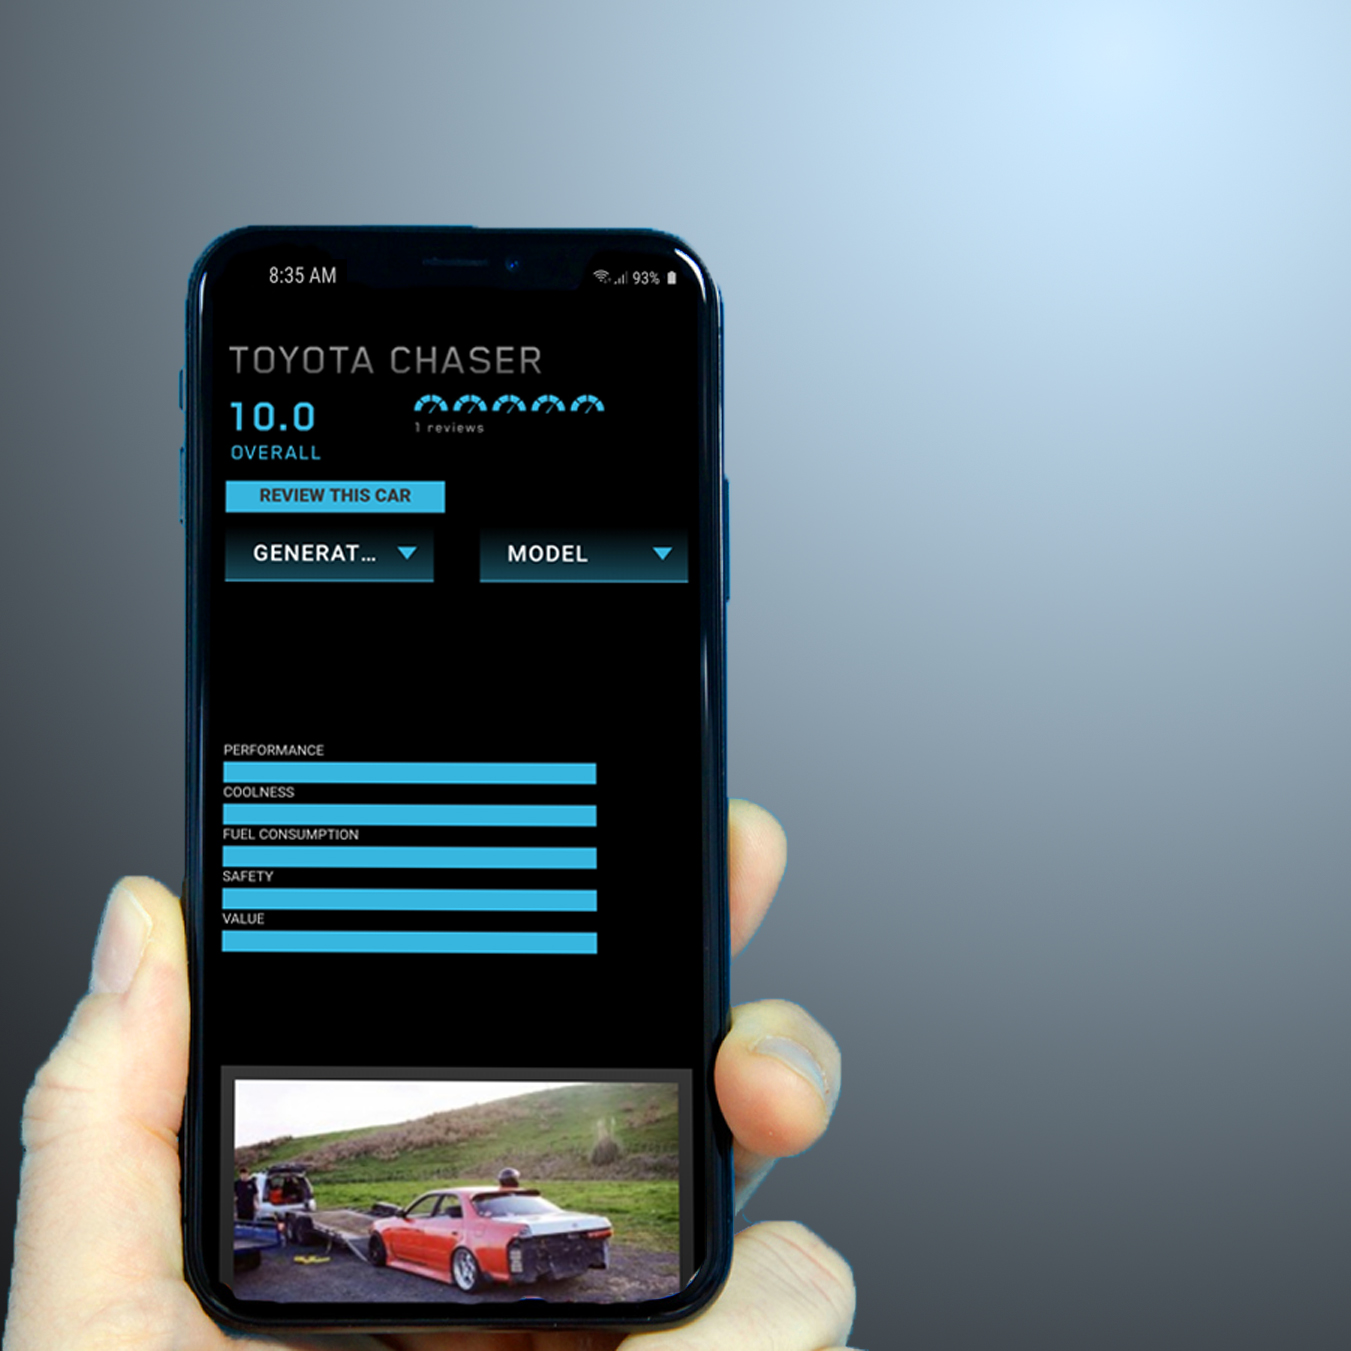 8:35 AM 93%
TOYOTA CHASER
10.0
1 reviews
OVERALL
REVIEW THIS CAR
GENERAT... MODEL
PERFORMANCE
COOLNESS
FUEL CONSUMPTION
SAFETY
VALUE